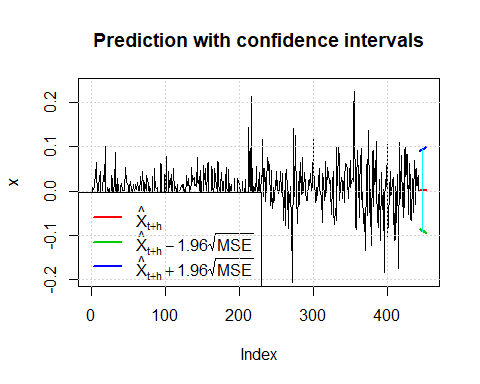 Prediction with confidence intervals
x
0.2
0.1
0.0
-0.1
-0.2
X̂t+h
X̂t+h − 1.96√MSE
X̂t+h + 1.96√MSE
0 100 200 300 400
Index